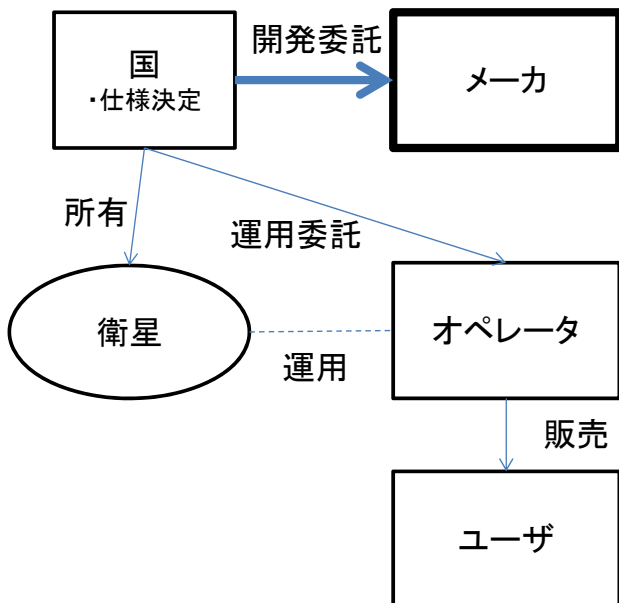 開発委託
国
・仕様決定
メーカ
所有
運用委託
衛星
オペレータ
運用
販売
ユーザ